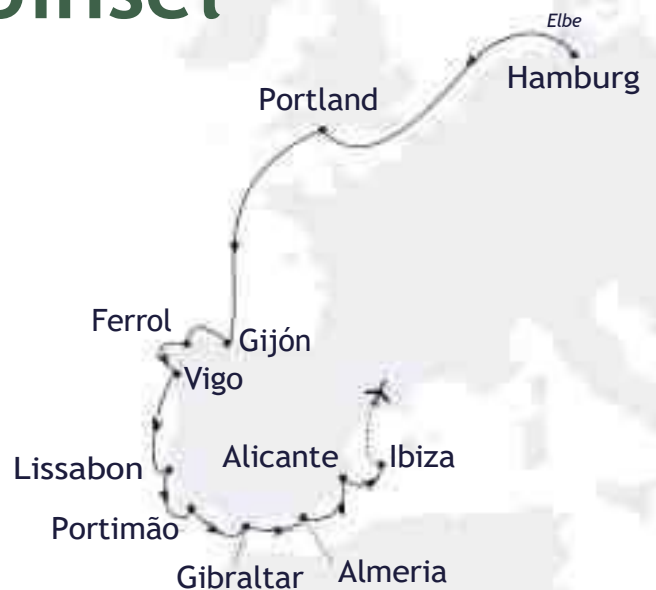 Elbe
Hamburg
Portland
Ferrol
Gijón
Vigo
Lissabon
Alicante
Ibiza
Portimão
Gibraltar
Almeria